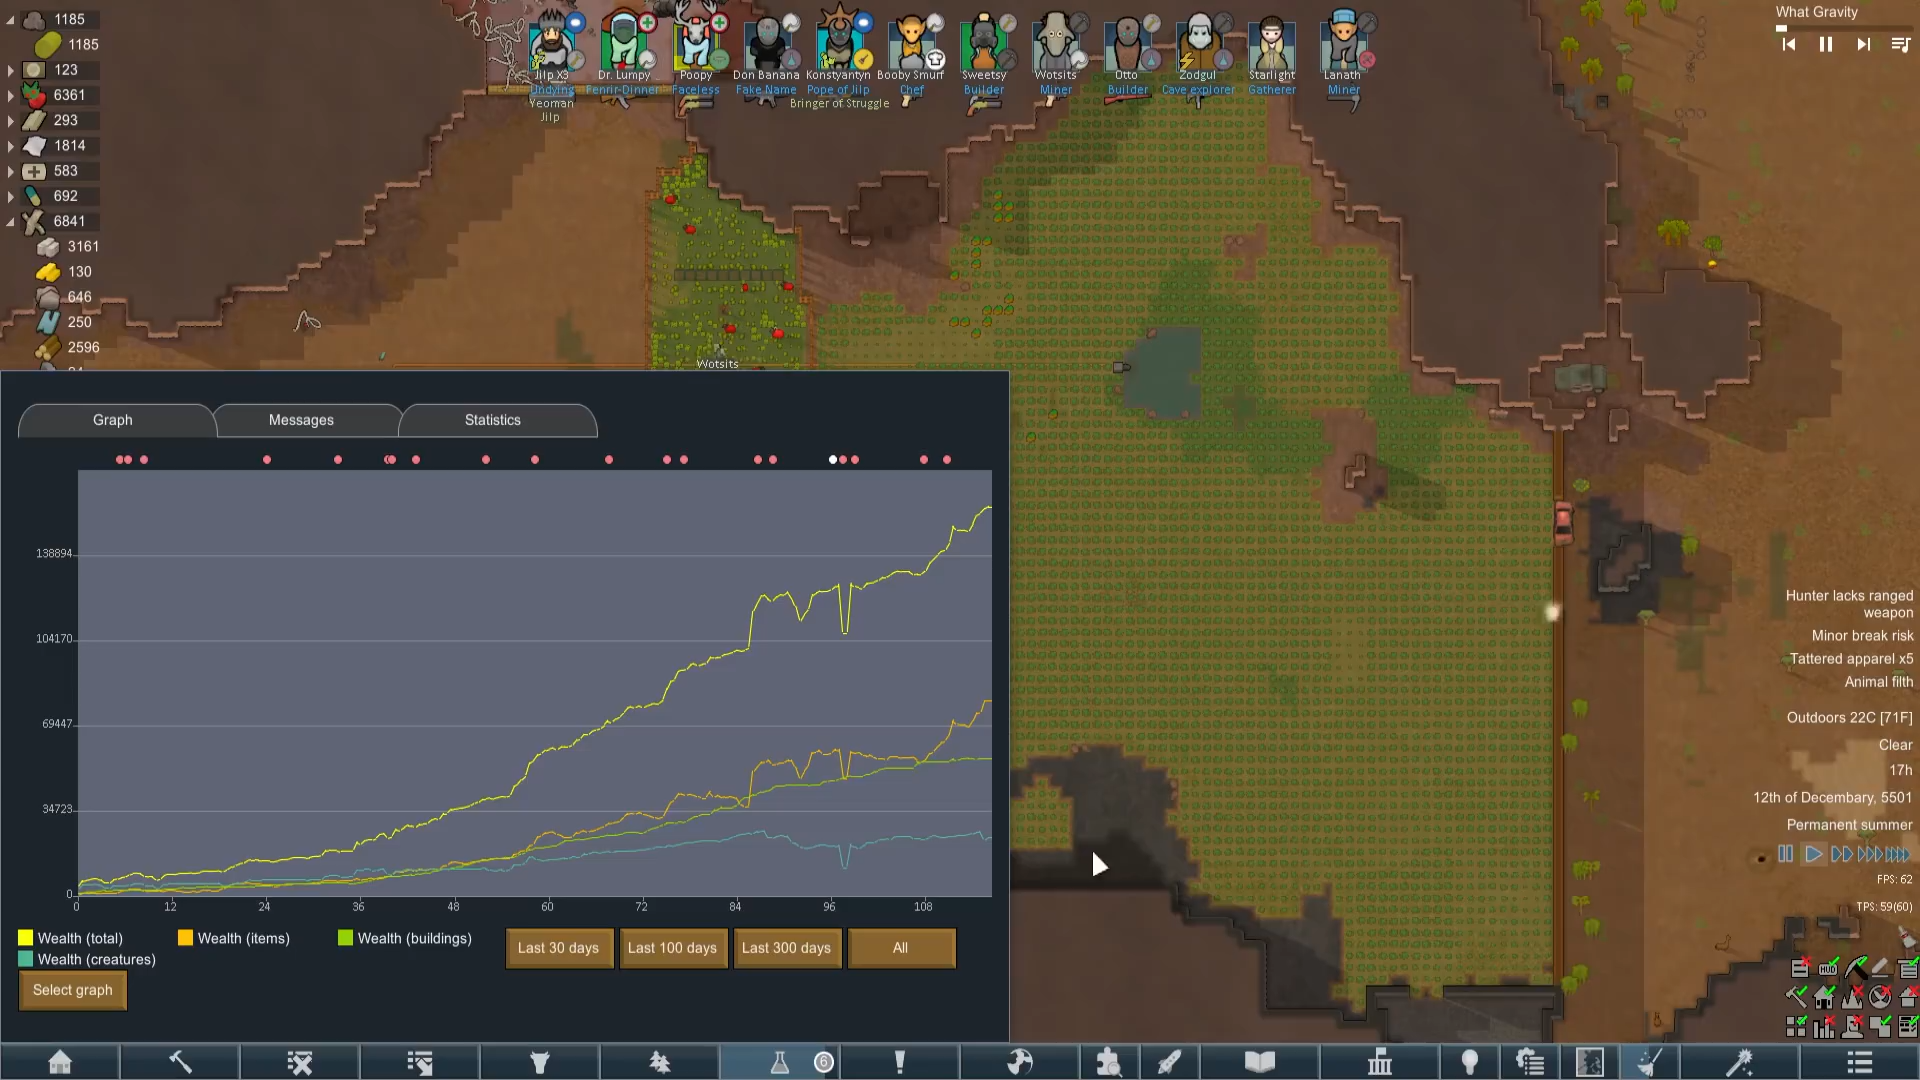 1185
1185
123
6361
293
1814
583
692
6841
3161
130
646
250
2596
Jilp X3
Undying
Yeoman
Jilp
Dr. Lumpy
Fenrir-Dinner
Poopy
Faceless
Don Banana
Fake Name
Konstyantyn
Pope of Jilp
Bringer of Struggle
Booby Smurf
Chef
Sweetsy
Builder
Wotsits
Miner
Otto
Builder
Zodgul
Cave explorer
Starlight
Gatherer
Lanath
Miner
What Gravity
Wotsits
Graph
Messages
Statistics
138894
104170
69447
34723
0
0
12
24
36
48
60
72
84
96
108
Wealth (total)
Wealth (items)
Wealth (buildings)
Wealth (creatures)
Last 30 days
Last 100 days
Last 300 days
All
Select graph
Hunter lacks ranged
weapon
Minor break risk
Tattered apparel x5
Animal filth
Outdoors 22C [71F]
Clear
17h
12th of Decembary, 5501
Permanent summer
FPS: 62
TPS: 59(60)
HUD
6